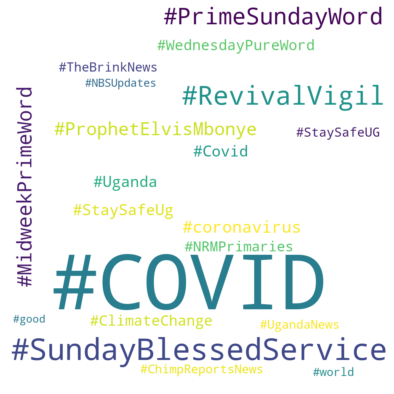 #PrimeSundayWord
#WednesdayPureWord
#TheBrinkNews
#NBSUpdates
#RevivalVigil
#ProphetElvisMbonye
#StaySafeUG
#Covid
#MidweekPrimeWord
#Uganda
#StaySafeUg
#coronavirus
#NRMPrimaries
#COVID
#good
#ClimateChange
#UgandaNews
#SundayBlessedService
#ChimpReportsNews
#world